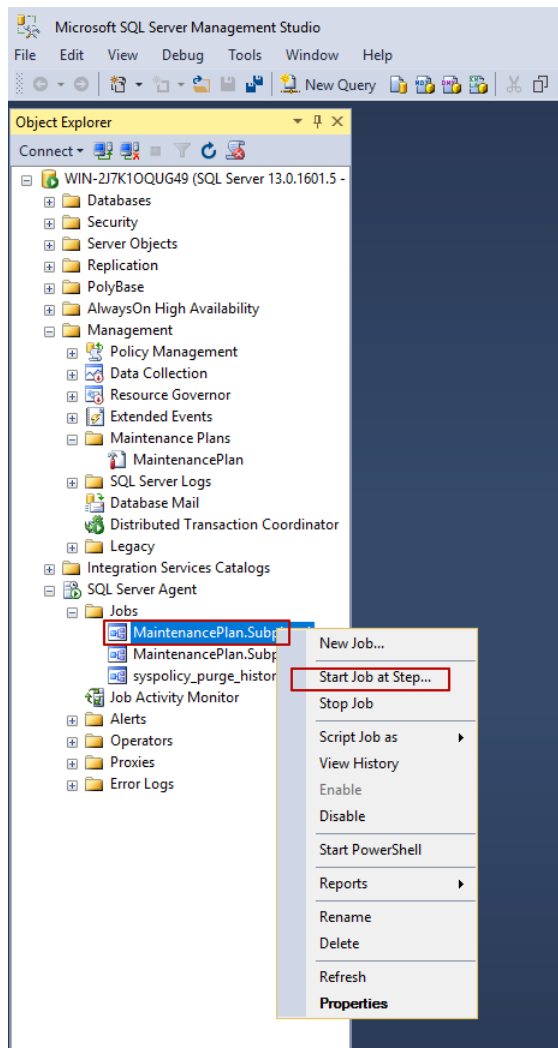 Microsoft SQL Server Management Studio
File Edit View Debug Tools Window Help
New Query
Object Explorer
Connect
WIN-2J7K1OQUG49 (SQL Server 13.0.1601.5 -
Databases
Security
Server Objects
Replication
PolyBase
AlwaysOn High Availability
Management
Policy Management
Data Collection
Resource Governor
Extended Events
Maintenance Plans
MaintenancePlan
SQL Server Logs
Database Mail
Distributed Transaction Coordinator
Legacy
Integration Services Catalogs
SQL Server Agent
Jobs
MaintenancePlan.Subp
MaintenancePlan.Subp
syspolicy_purge_histor
Job Activity Monitor
Alerts
Operators
Proxies
Error Logs
New Job...
Start Job at Step...
Stop Job
Script Job as
View History
Enable
Disable
Start PowerShell
Reports
Rename
Delete
Refresh
Properties